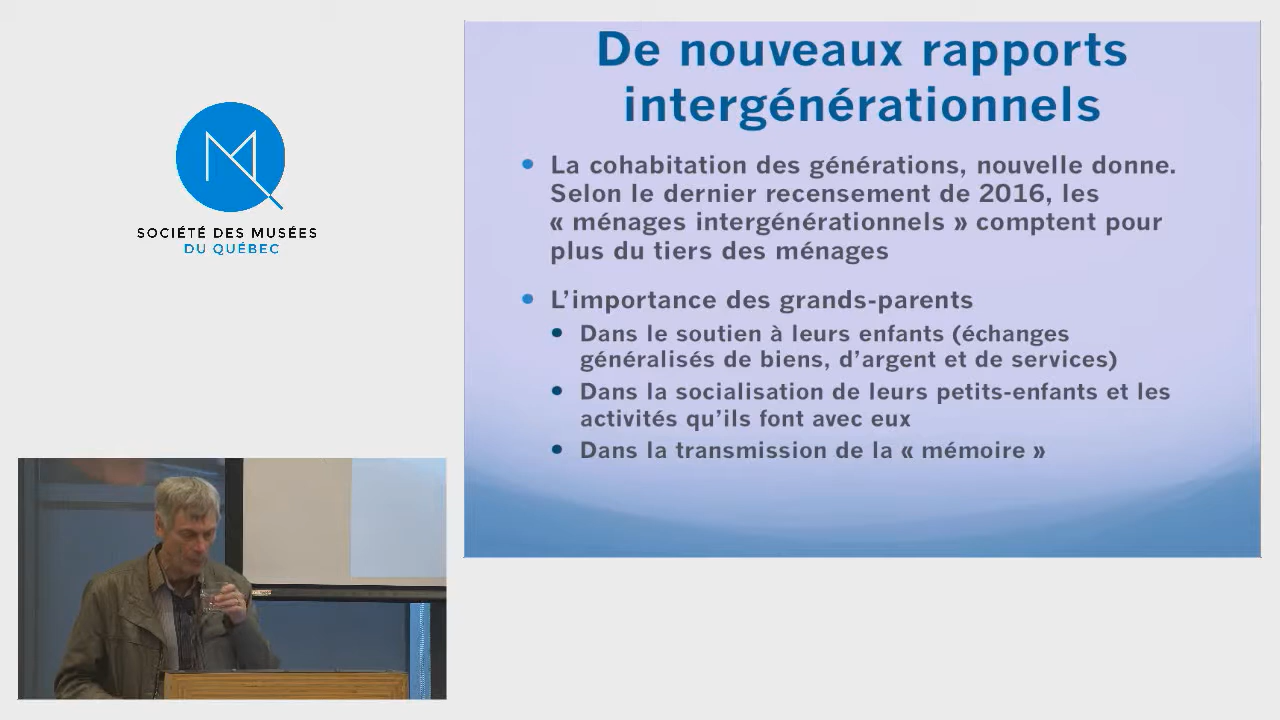 De nouveaux rapports
intergénérationnels
La cohabitation des générations, nouvelle donne.
Selon le dernier recensement de 2016, les
« ménages intergénérationnels » comptent pour
plus du tiers des ménages
L'importance des grands-parents
Dans le soutien à leurs enfants (échanges
généralisés de biens, d'argent et de services)
Dans la socialisation de leurs petits-enfants et les
activités qu'ils font avec eux
Dans la transmission de la « mémoire »
SOCIÉTÉ DES MUSÉES
DU QUÉBEC